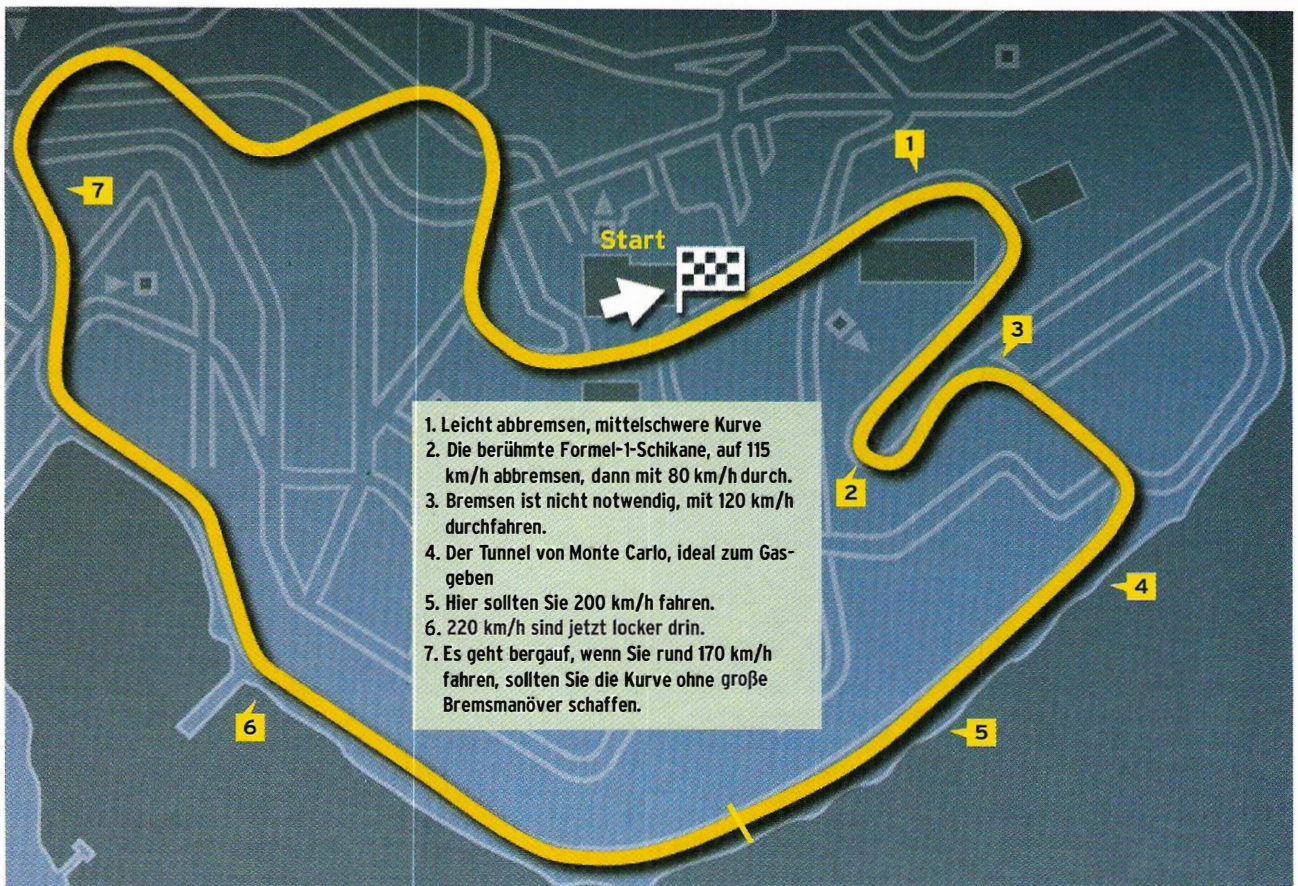 1
7
Start
3
1. Leicht abbremsen, mittelschwere Kurve
2. Die berühmte Formel-1-Schikane, auf 115
km/h abbremsen, dann mit 80 km/h durch.
3. Bremsen ist nicht notwendig, mit 120 km/h
durchfahren.
4. Der Tunnel von Monte Carlo, ideal zum Gas-
geben
5. Hier sollten Sie 200 km/h fahren.
6. 220 km/h sind jetzt locker drin.
7. Es geht bergauf, wenn Sie rund 170 km/h
fahren, sollten Sie die Kurve ohne große
Bremsmanöver schaffen.
2
4
6
5